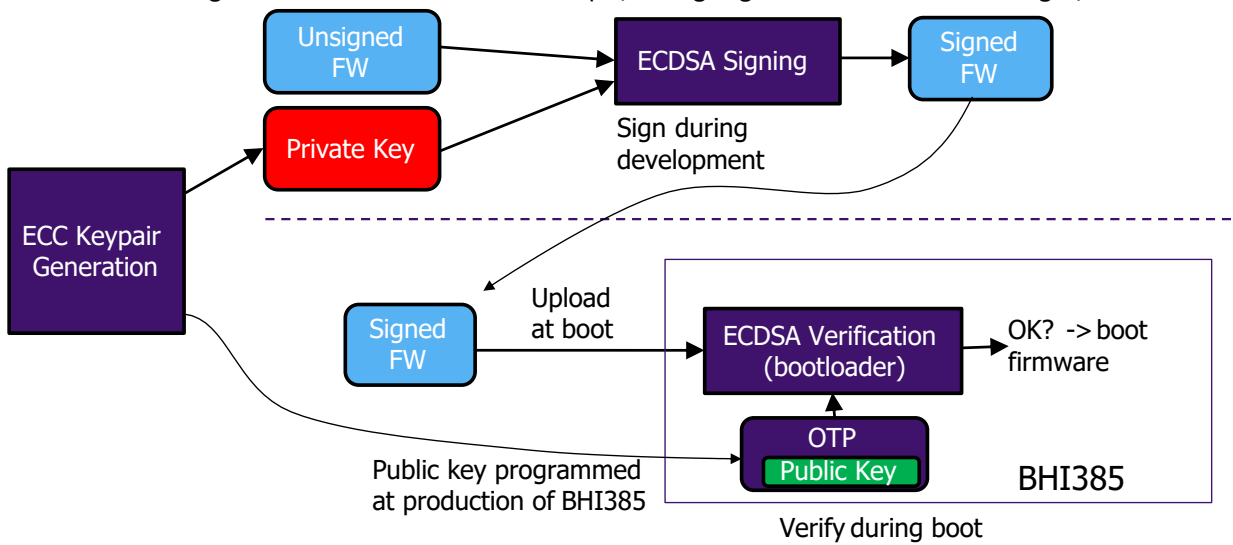 Unsigned
FW
ECDSA Signing
Signed
FW
Private Key
Sign during
development
ECC Keypair
Generation
Upload
at boot
Signed
FW
ECDSA Verification
(bootloader)
OK? -> boot
firmware
OTP
Public Key
Public key programmed
at production of BHI385
BHI385
Verify during boot